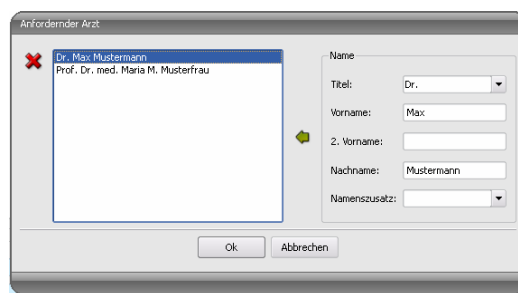 Anfordernder Arzt
Dr. Max Mustermann
Prof. Dr. med. Maria M. Musterfrau
Name
Titel: Dr.
Vorname: Max
2. Vorname:
Nachname: Mustermann
Namenszusatz:
Ok Abbrechen